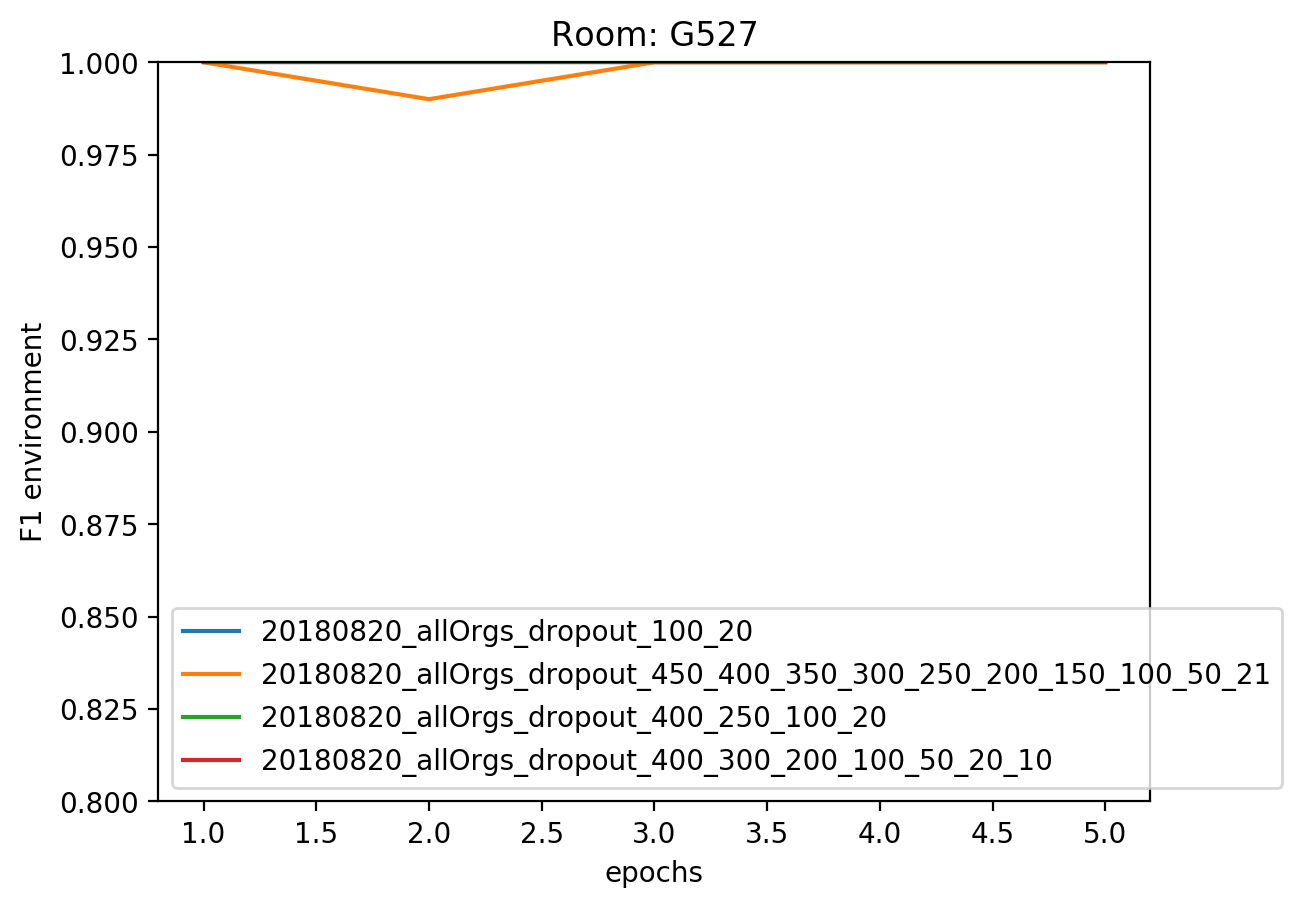 Room: G527
1.000
0.975
0.950
0.925
0.900
0.875
0.850
0.825
0.800
F1 environment
20180820_allOrgs_dropout_100_20
20180820_allOrgs_dropout_450_400_350_300_250_200_150_100_50_21
20180820_allOrgs_dropout_400_250_100_20
20180820_allOrgs_dropout_400_300_200_100_50_20_10
1.0 1.5 2.0 2.5 3.0 3.5 4.0 4.5 5.0
epochs